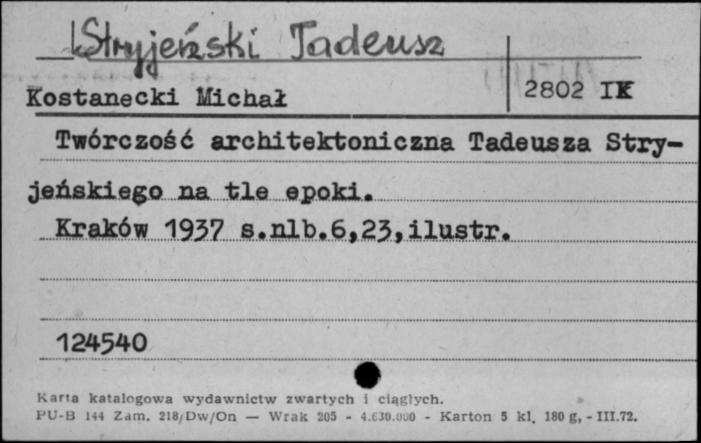 Stryjeński Tadeusz
Kostanecki Michał
2802 IK
Twórczość architektoniczna Tadeusza Stry-
jeńskiego na tle epoki.
Kraków 1937 s.nlb.6,23,ilustr.
124540
Karta katalogowa wydawnictw zwartych i ciągłych.
PU-B 144 Zam. 218/Dw/On — Wrak 205 - 4.630.000 - Karton 5 kl. 180 g, - III.72.